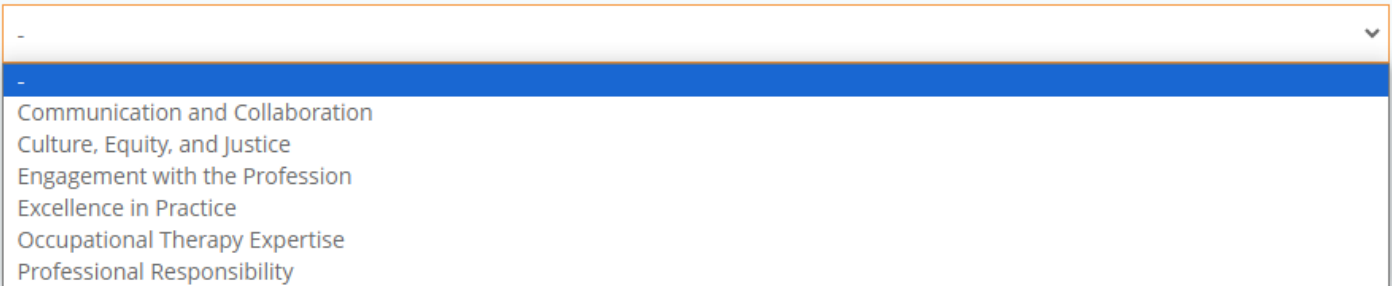 -
-
Communication and Collaboration
Culture, Equity, and Justice
Engagement with the Profession
Excellence in Practice
Occupational Therapy Expertise
Professional Responsibility